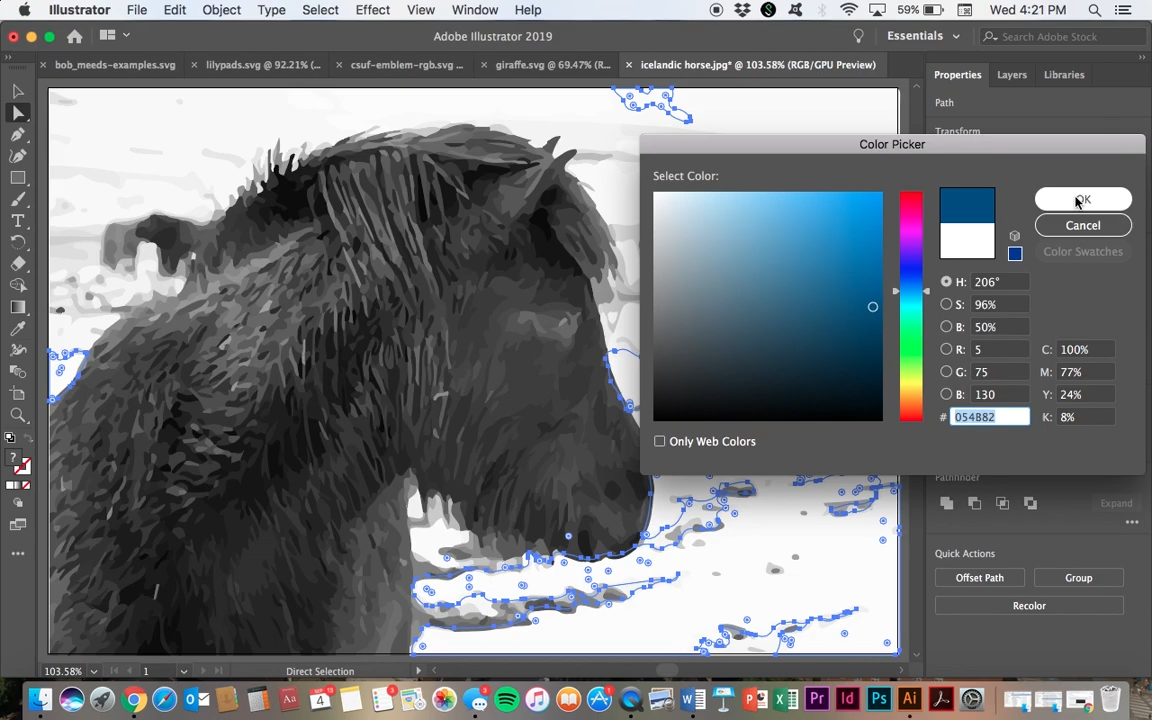 Illustrator File Edit Object Type Select Effect View Window Help 59% Wed 4:21 PM
Adobe Illustrator 2019 Essentials Search Adobe Stock
bob_meeds-examples.svg lilypads.svg @ 92.21% (... csuf-emblem-rgb.svg ... giraffe.svg @ 69.47% (R... icelandic horse.jpg* @ 103.58% (RGB/GPU Preview)
Properties Layers Libraries
Path
Transform
Color Picker
Select Color:
OK
Cancel
Color Swatches
H: 206°
S: 96%
B: 50%
R: 5 C: 100%
G: 75 M: 77%
B: 130 Y: 24%
# 054B82 K: 8%
Only Web Colors
Pathfinder
Expand
Quick Actions
Offset Path Group
Recolor
103.58% 1 Direct Selection